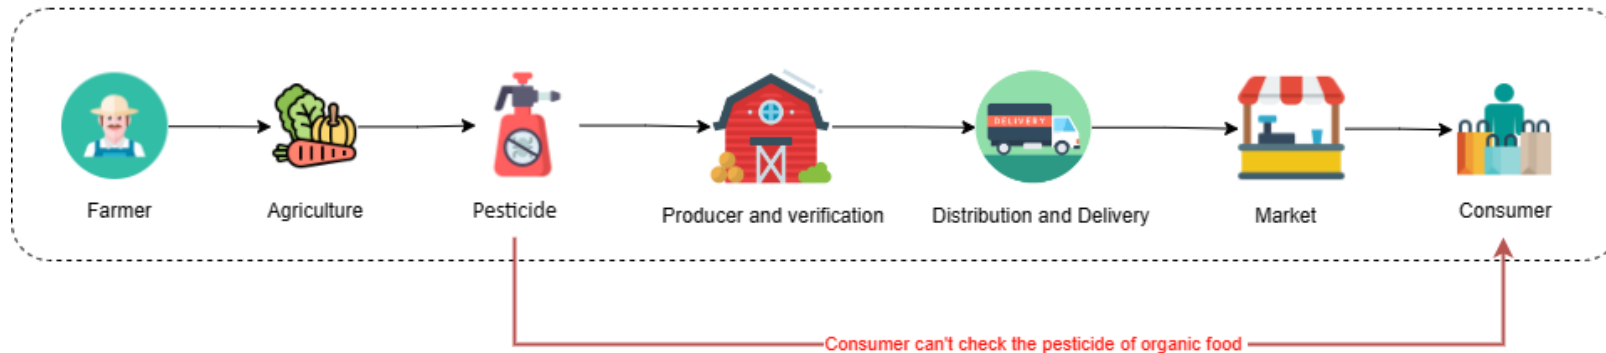 DELIVERY
Farmer
Agriculture
Pesticide
Producer and verification
Distribution and Delivery
Market
Consumer
Consumer can't check the pesticide of organic food